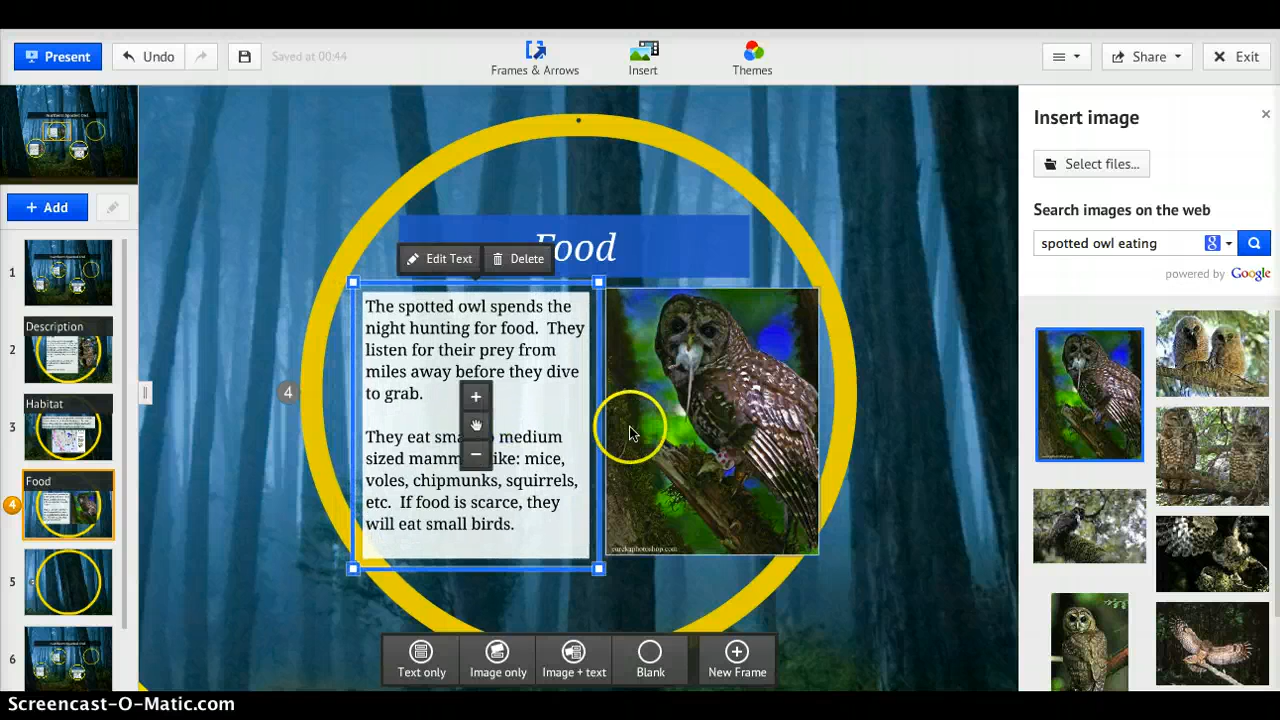 Present
Undo
Saved at 00:44
Frames & Arrows
Insert
Themes
Share
Exit
+ Add
1
Description
2
Habitat
3
Food
4
5
6
4
Food
Edit Text
Delete
The spotted owl spends the
night hunting for food. They
listen for their prey from
miles away before they dive
to grab.
They eat sma medium
sized mamm ike: mice,
voles, chipmunks, squirrels,
etc. If food is scarce, they
will eat small birds.
eurekaphotoshop.com
Text only
Image only
Image + text
Blank
New Frame
Insert image
Select files...
Search images on the web
spotted owl eating
powered by Google
Screencast-O-Matic.com